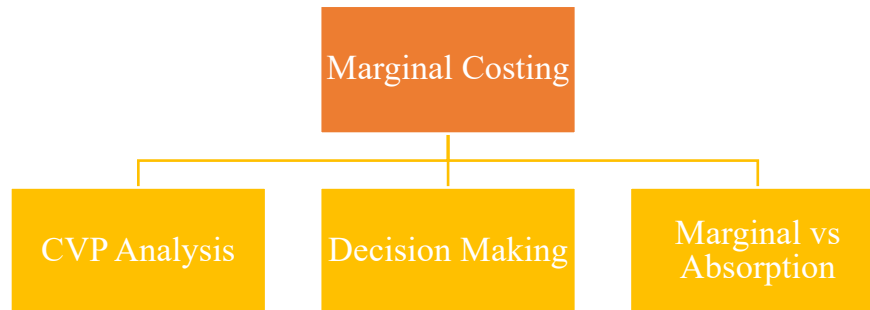 Marginal Costing
CVP Analysis
Decision Making
Marginal vs
Absorption